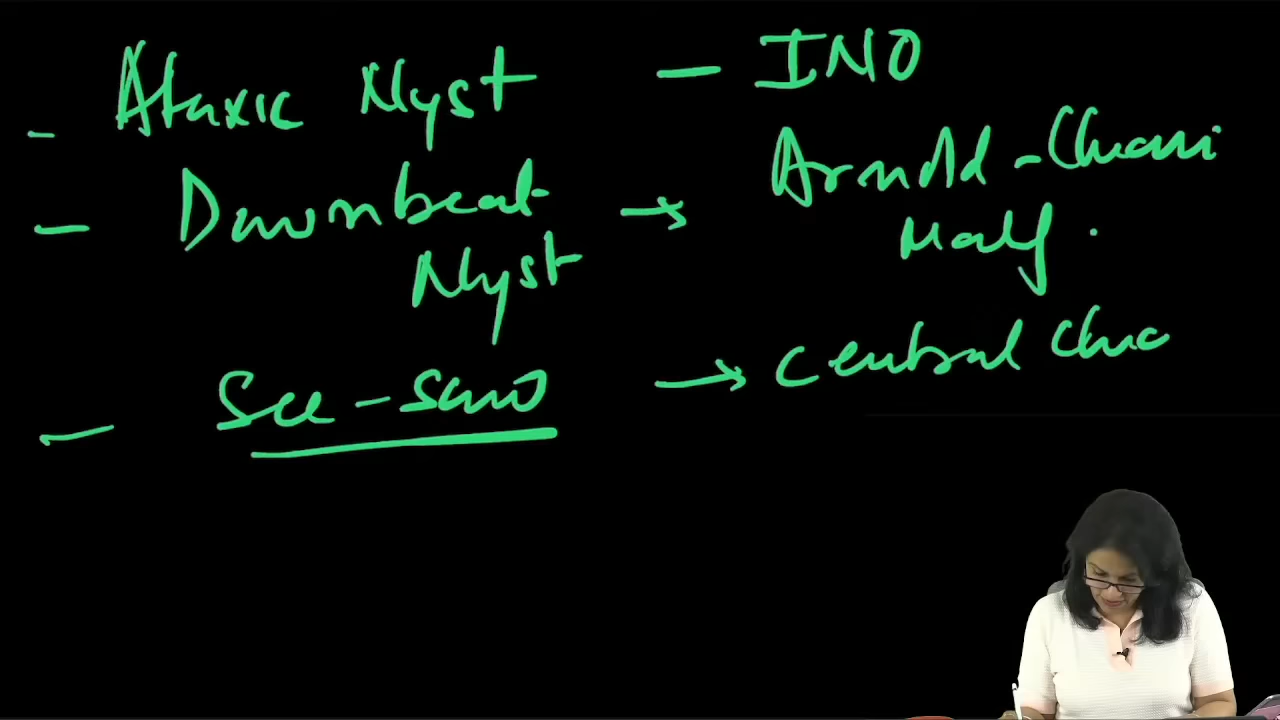 - Ataxic Nyst - INO
- Downbeat Nyst → Arnold-Chiari Malf.
- See-saw → Central Chia